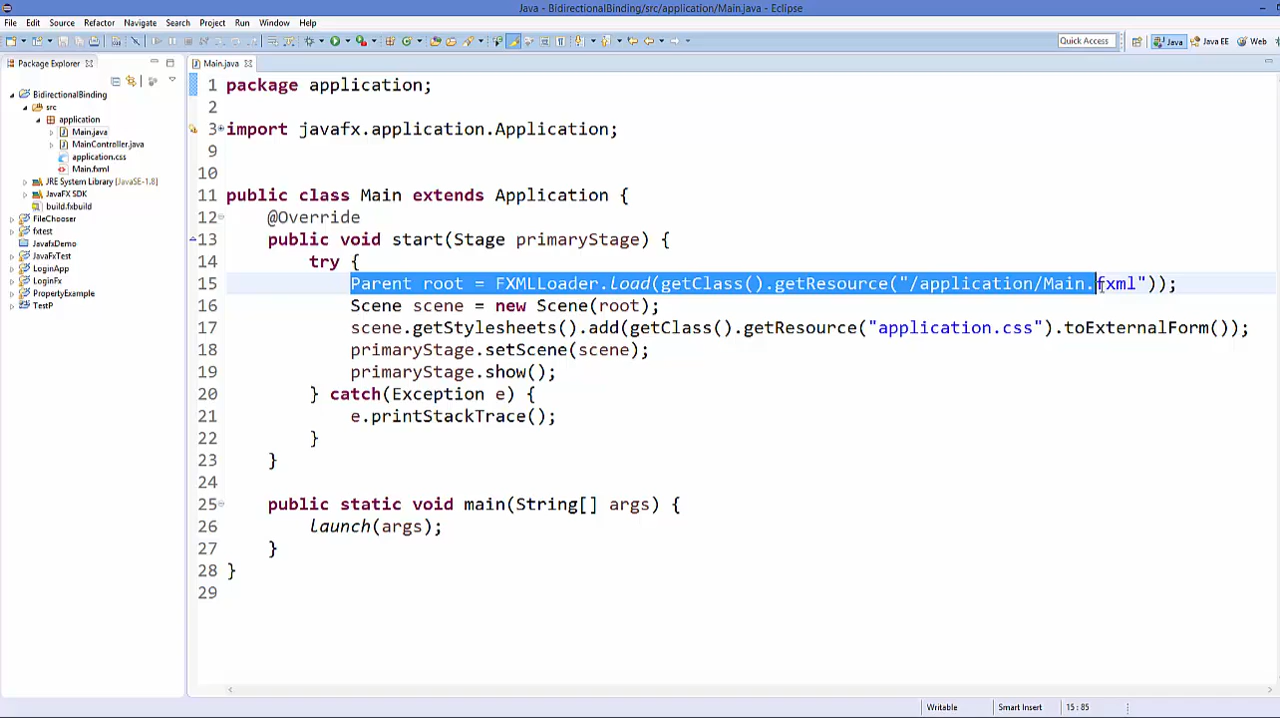 Java - BidirectionalBinding/src/application/Main.java - Eclipse
File Edit Source Refactor Navigate Search Project Run Window Help
Quick Access Java Java EE Web
Package Explorer
BidirectionalBinding
src
application
Main.java
MainController.java
application.css
Main.fxml
JRE System Library [JavaSE-1.8]
JavaFX SDK
build.fxbuild
FileChooser
fxtest
JavafxDemo
JavaFxTest
LoginApp
LoginFx
PropertyExample
TestP
Main.java
1 package application;
2
3 import javafx.application.Application;
9
10
11 public class Main extends Application {
12 @Override
13 public void start(Stage primaryStage) {
14 try {
15 Parent root = FXMLLoader.load(getClass().getResource("/application/Main.fxml"));
16 Scene scene = new Scene(root);
17 scene.getStylesheets().add(getClass().getResource("application.css").toExternalForm());
18 primaryStage.setScene(scene);
19 primaryStage.show();
20 } catch(Exception e) {
21 e.printStackTrace();
22 }
23 }
24
25 public static void main(String[] args) {
26 launch(args);
27 }
28 }
29
Writable Smart Insert 15 : 85